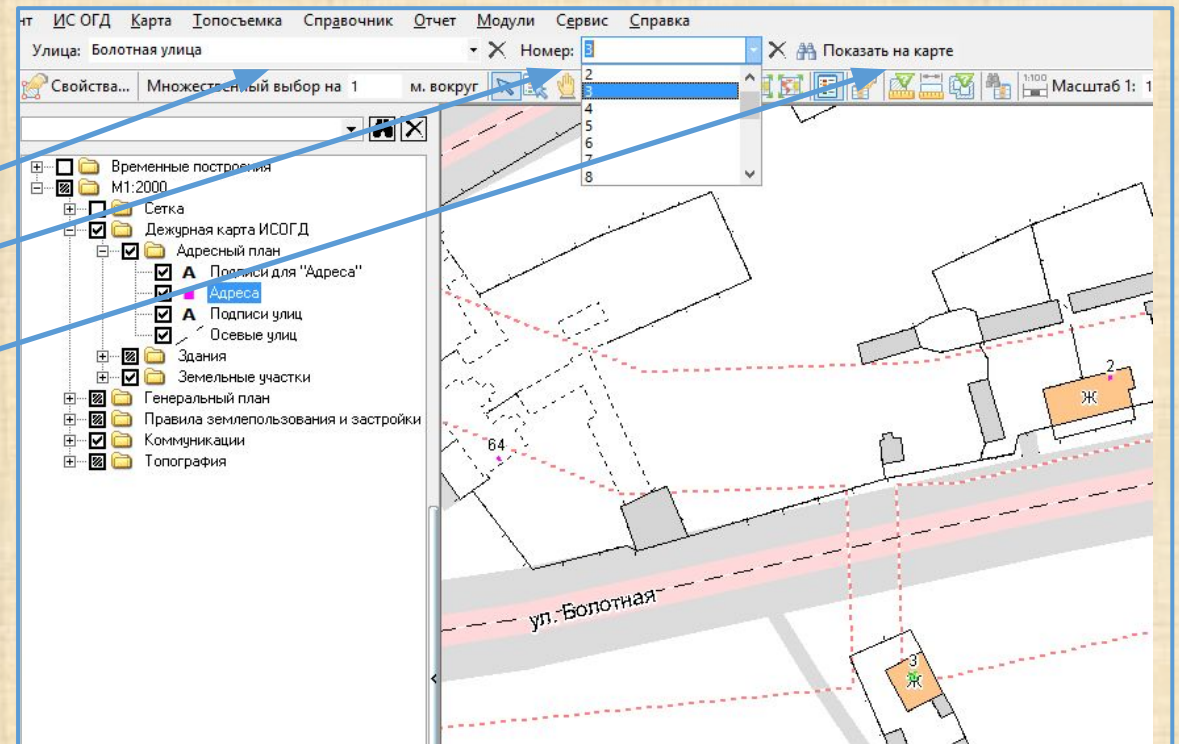 нт ИС ОГД Карта Топосъемка Справочник Отчет Модули Сервис Справка
Улица: Болотная улица Номер: 3 Показать на карте
Свойства... Множественный выбор на 1 м. вокруг 1:100 Масштаб 1: 1
2
3
4
5
6
7
8
Временные построения
М1:2000
Сетка
Дежурная карта ИСОГД
Адресный план
А Подписи для "Адреса"
Адреса
А Подписи улиц
Осевые улиц
Здания
Земельные участки
Генеральный план
Правила землепользования и застройки
Коммуникации
Топография
2
Ж
64
ул. Болотная
3
Ж